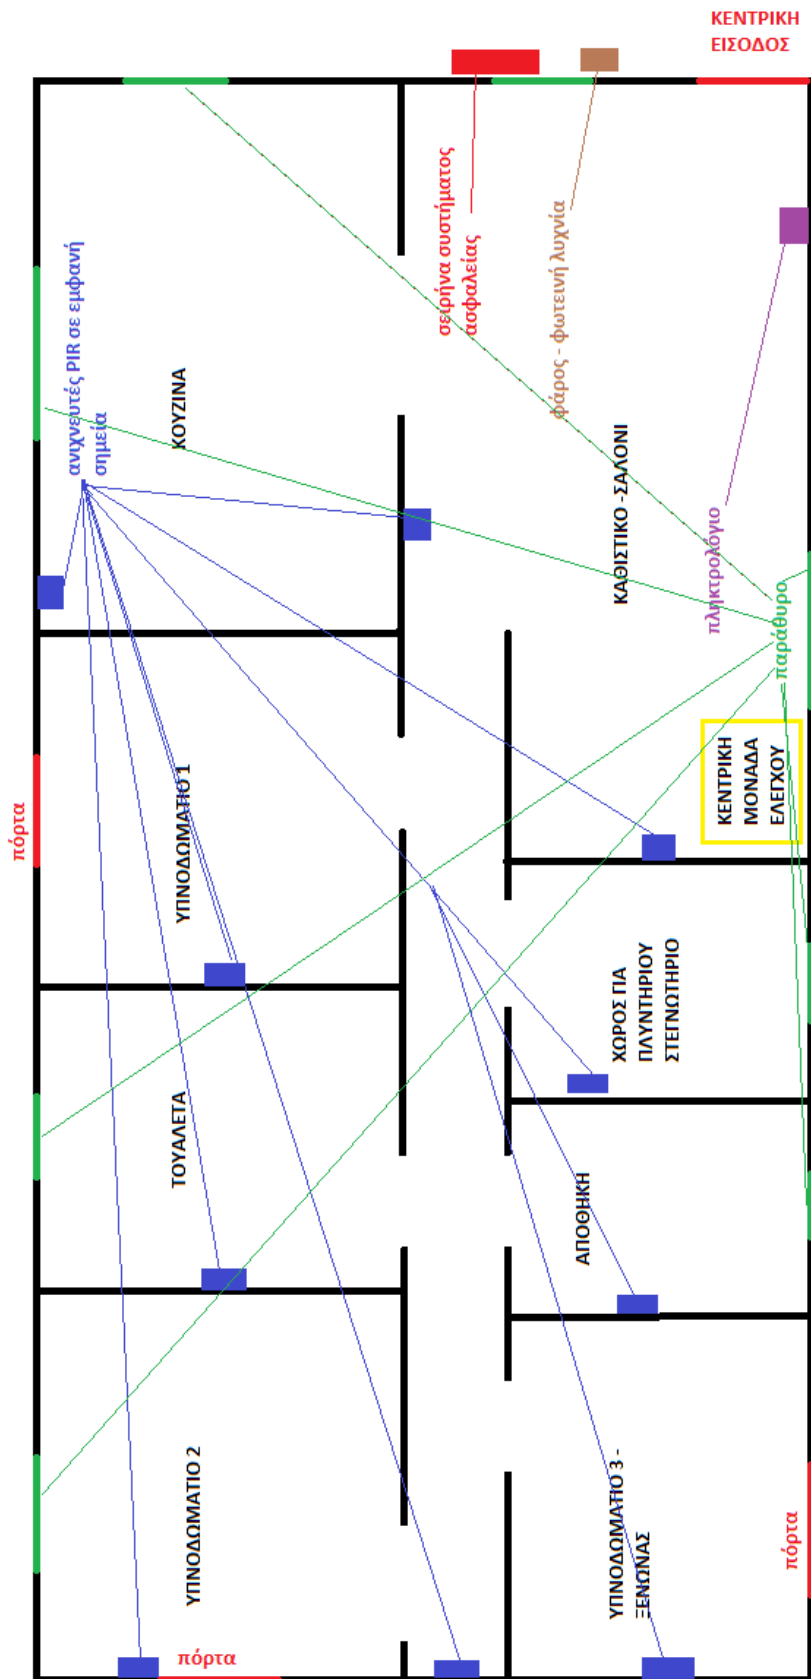 ΚΕΝΤΡΙΚΗ
ΕΙΣΟΔΟΣ
σειρήνα συστήματος
ασφαλείας
φάρος - φωτεινή λυχνία
ανιχνευτές PIR σε εμφανή
σημεία
ΚΟΥΖΙΝΑ
ΚΑΘΙΣΤΙΚΟ -ΣΑΛΟΝΙ
πληκτρολόγιο
παράθυρο
ΚΕΝΤΡΙΚΗ
ΜΟΝΑΔΑ
ΕΛΕΓΧΟΥ
πόρτα
ΥΠΝΟΔΩΜΑΤΙΟ 1
ΧΩΡΟΣ ΓΙΑ
ΠΛΥΝΤΗΡΙΟΥ
ΣΤΕΓΝΩΤΗΡΙΟ
ΤΟΥΑΛΕΤΑ
ΑΠΟΘΗΚΗ
ΥΠΝΟΔΩΜΑΤΙΟ 2
ΥΠΝΟΔΩΜΑΤΙΟ 3 -
ΞΕΝΩΝΑΣ
πόρτα
πόρτα